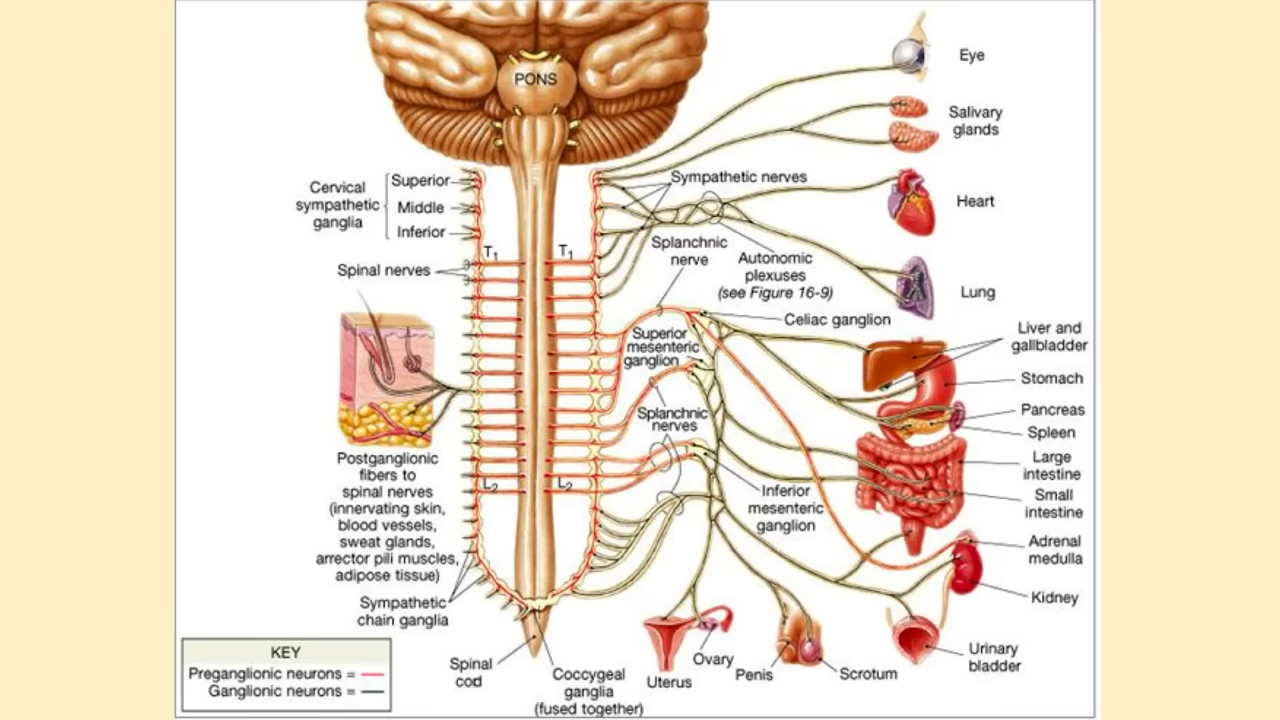 PONS
Eye
Salivary
glands
Cervical
sympathetic
ganglia
Superior
Middle
Inferior
Sympathetic nerves
Heart
T1
T1
Splanchnic
nerve
Autonomic
plexuses
(see Figure 16-9)
Spinal nerves
Lung
Celiac ganglion
Superior
mesenteric
ganglion
Liver and
gallbladder
Stomach
Splanchnic
nerves
Pancreas
Spleen
Large
intestine
Small
intestine
L2
L2
Inferior
mesenteric
ganglion
Postganglionic
fibers to
spinal nerves
(innervating skin,
blood vessels,
sweat glands,
arrector pili muscles,
adipose tissue)
Adrenal
medulla
Kidney
Sympathetic
chain ganglia
Spinal
cord
Coccygeal
ganglia
(fused together)
Uterus
Ovary
Penis
Scrotum
Urinary
bladder
KEY
Preganglionic neurons =
Ganglionic neurons =